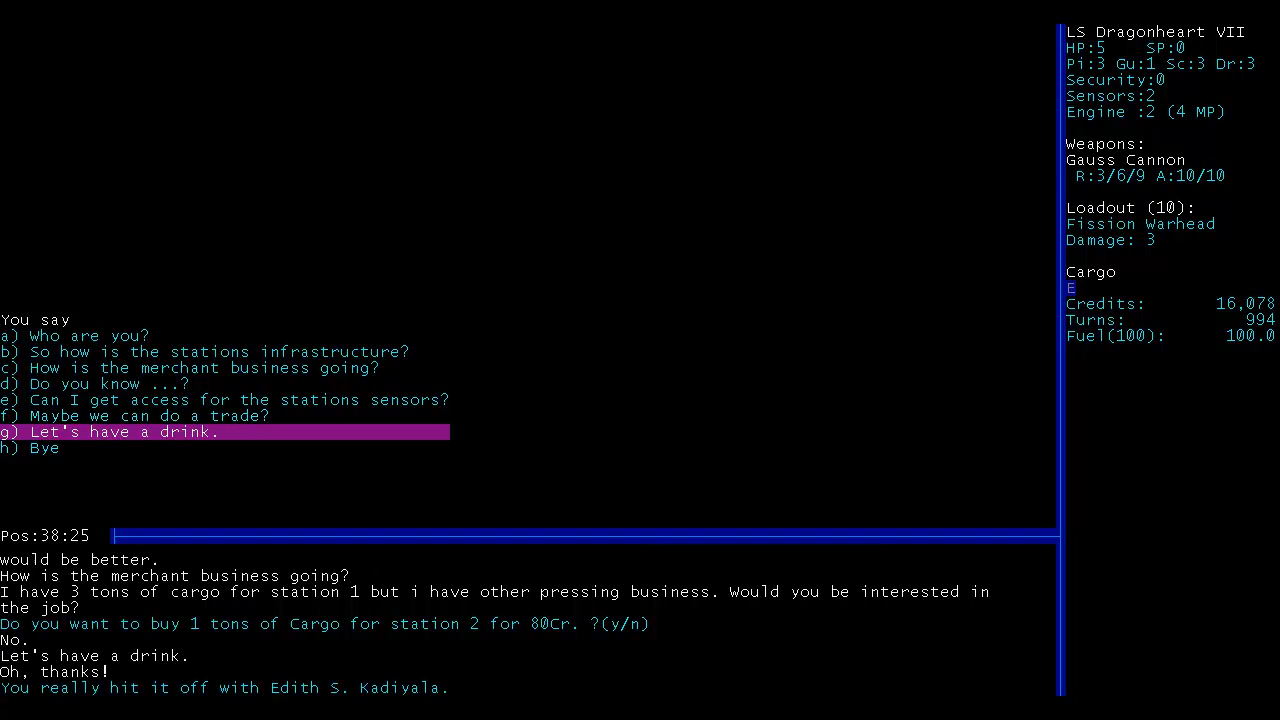 LS Dragonheart VII
HP:5 SP:0
Pi:3 Gu:1 Sc:3 Dr:3
Security:0
Sensors:2
Engine :2 (4 MP)
Weapons:
Gauss Cannon
R:3/6/9 A:10/10
Loadout (10):
Fission Warhead
Damage: 3
Cargo
E
Credits: 16,078
Turns: 994
Fuel(100): 100.0
You say
a) Who are you?
b) So how is the stations infrastructure?
c) How is the merchant business going?
d) Do you know ...?
e) Can I get access for the stations sensors?
f) Maybe we can do a trade?
g) Let's have a drink.
h) Bye
Pos:38:25
would be better.
How is the merchant business going?
I have 3 tons of cargo for station 1 but i have other pressing business. Would you be interested in
the job?
Do you want to buy 1 tons of Cargo for station 2 for 80Cr. ?(y/n)
No.
Let's have a drink.
Oh, thanks!
You really hit it off with Edith S. Kadiyala.